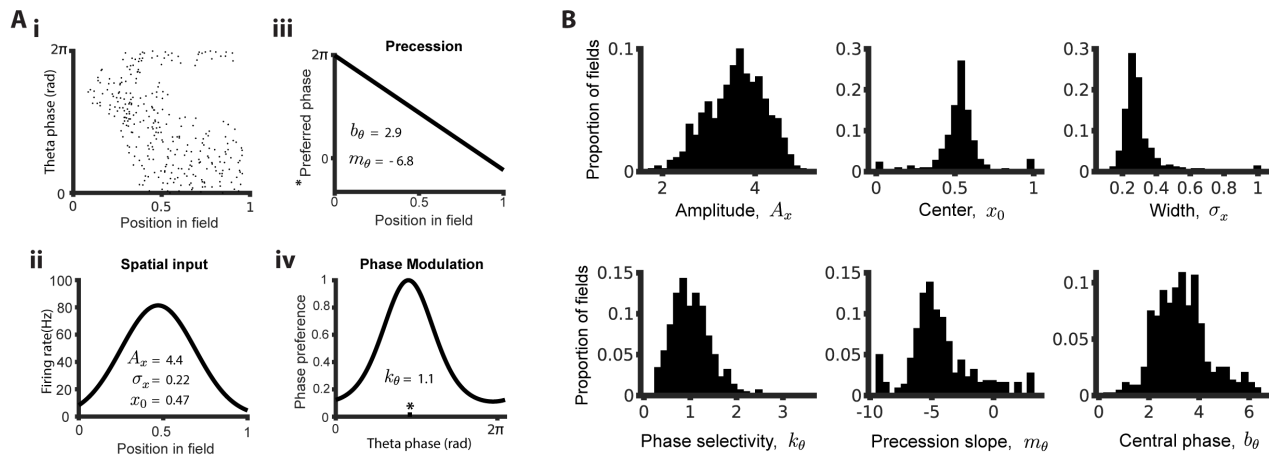 A
i
2π
Theta phase (rad)
0
0
0.5
1
Position in field
iii
Precession
2π
0
* Preferred phase
bθ = 2.9
mθ = - 6.8
0
0.5
1
Position in field
ii
Spatial input
100
80
60
40
20
0
Firing rate(Hz)
Ax = 4.4
σx = 0.22
x0 = 0.47
0
0.5
1
Position in field
iv
Phase Modulation
1
0.8
0.6
0.4
0.2
0
Phase preference
kθ = 1.1
*
0
2π
Theta phase (rad)
B
Proportion of fields
0.1
0.05
0
2
4
Amplitude, Ax
0.3
0.2
0.1
0
0
0.5
1
Center, x0
0.3
0.2
0.1
0
0.2
0.4
0.6
0.8
1
Width, σx
Proportion of fields
0.15
0.1
0.05
0
0
1
2
3
Phase selectivity, kθ
0.15
0.1
0.05
0
-10
-5
0
Precession slope, mθ
0.1
0.05
0
0
2
4
6
Central phase, bθ